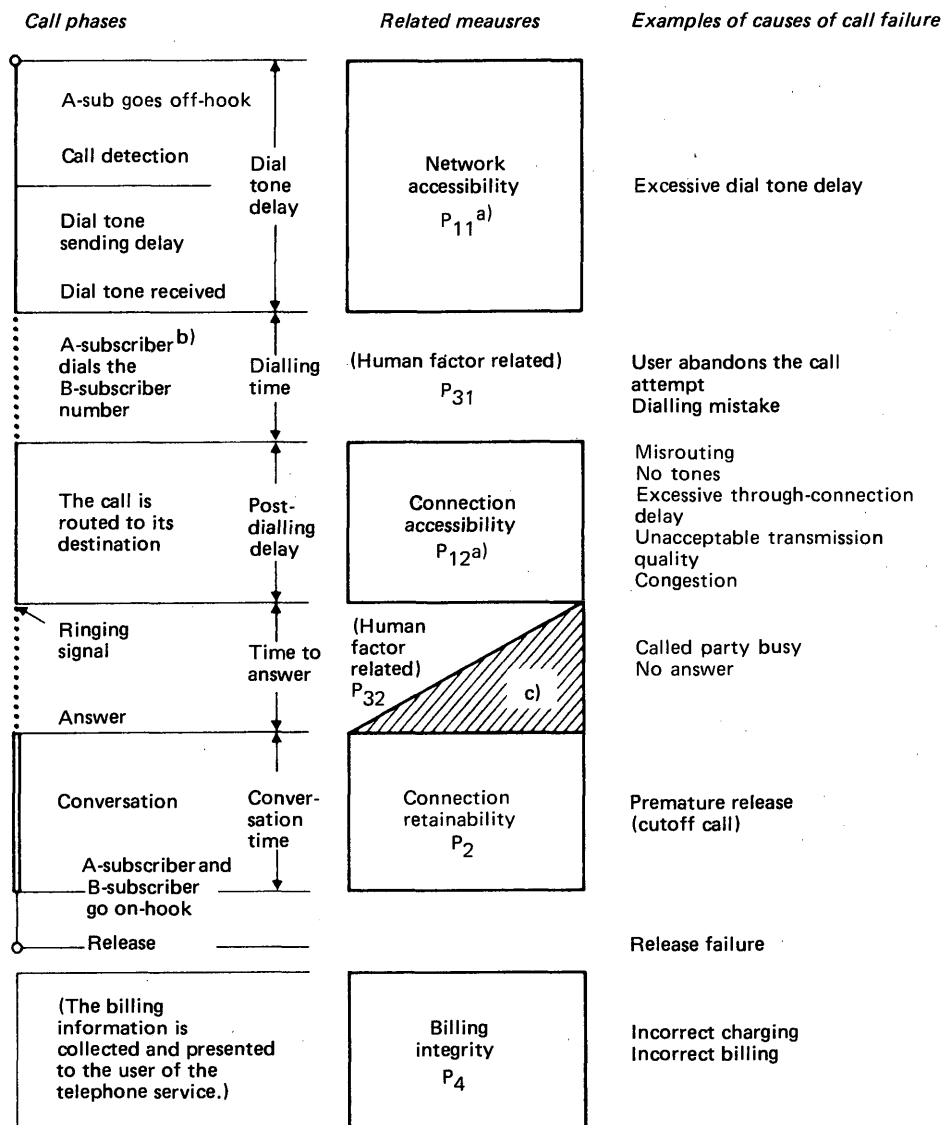 Call phases
Related meausres
Examples of causes of call failure
A-sub goes off-hook
Call detection
Dial tone
sending delay
Dial tone received
Dial
tone
delay
Network
accessibility
P11 a)
Excessive dial tone delay
A-subscriber b)
dials the
B-subscriber
number
Dialling
time
(Human factor related)
P31
User abandons the call
attempt
Dialling mistake
The call is
routed to its
destination
Post-
dialling
delay
Connection
accessibility
P12 a)
Misrouting
No tones
Excessive through-connection
delay
Unacceptable transmission
quality
Congestion
Ringing
signal
Answer
Time to
answer
(Human
factor
related)
P32
c)
Called party busy
No answer
Conversation
A-subscriber and
B-subscriber
go on-hook
Conver-
sation
time
Connection
retainability
P2
Premature release
(cutoff call)
Release
Release failure
(The billing
information is
collected and presented
to the user of the
telephone service.)
Billing
integrity
P4
Incorrect charging
Incorrect billing